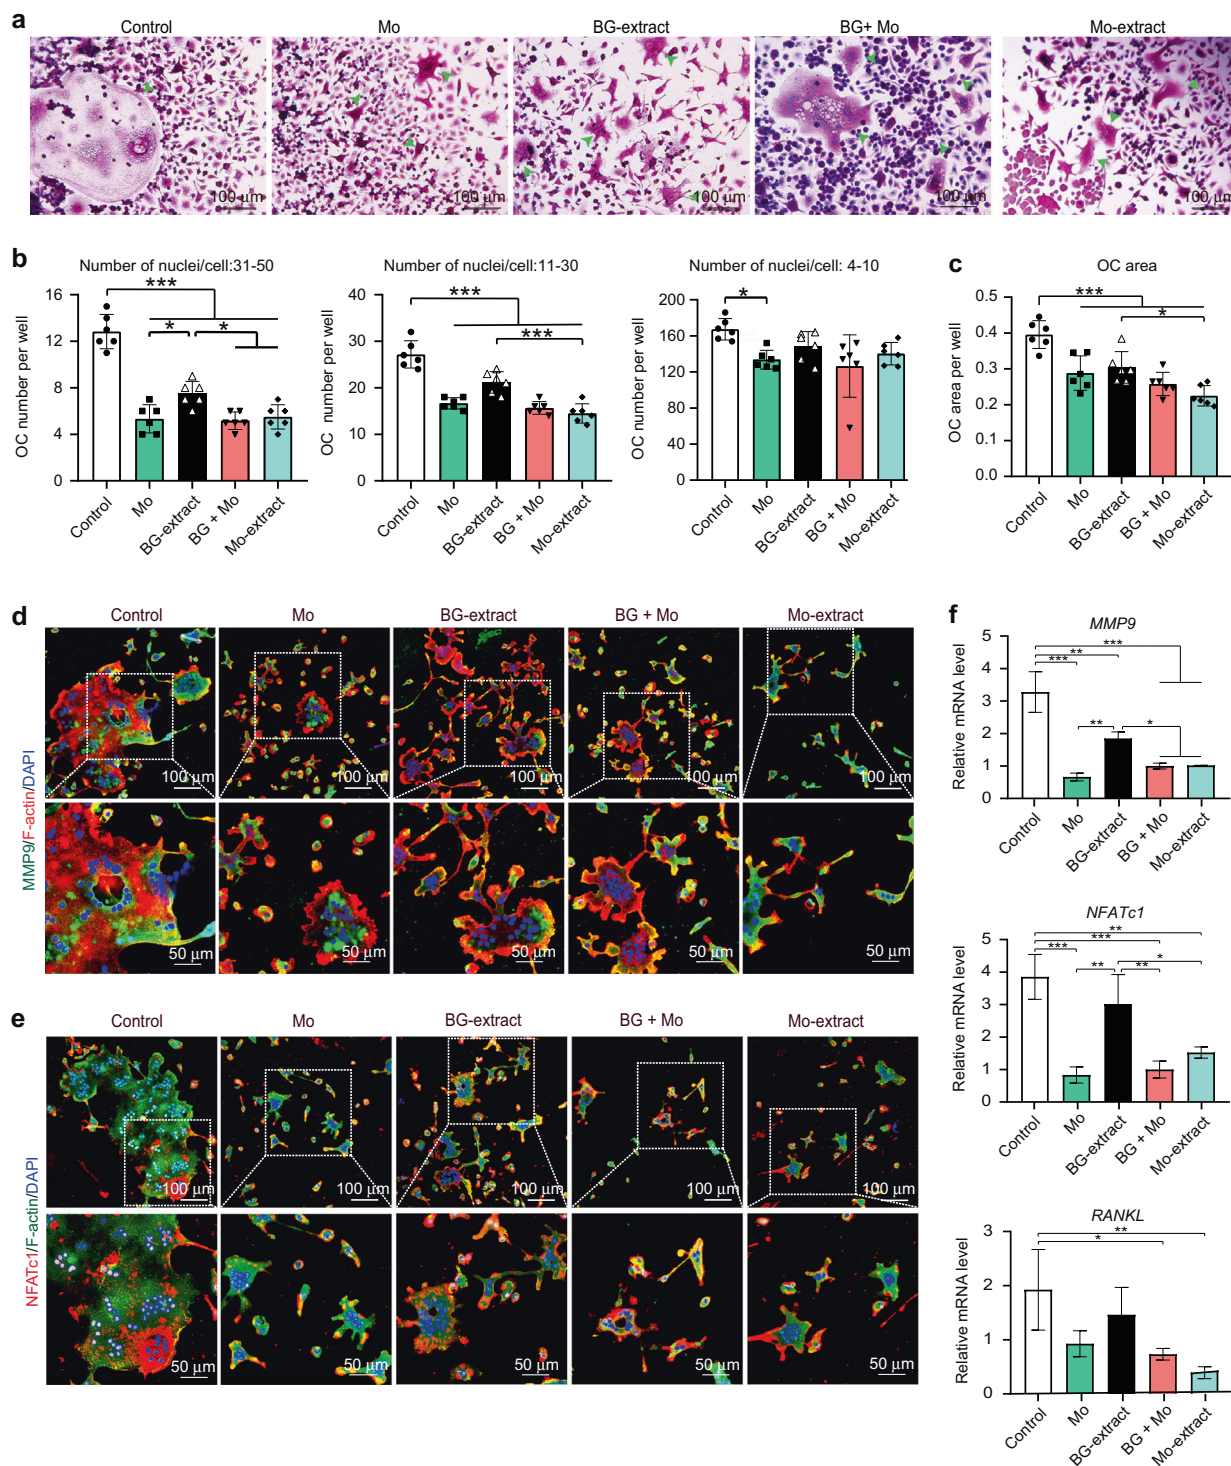 a
Control Mo BG-extract BG+ Mo Mo-extract
100 μm 100 μm 100 μm 100 μm 100 μm
b
Number of nuclei/cell:31-50
OC number per well
16
12
8
4
0
***
* *
Control Mo BG-extract BG + Mo Mo-extract
Number of nuclei/cell:11-30
OC number per well
40
30
20
10
0
***
***
Control Mo BG-extract BG + Mo Mo-extract
Number of nuclei/cell: 4-10
OC number per well
200
160
120
80
40
0
*
Control Mo BG-extract BG + Mo Mo-extract
c
OC area
OC area per well
0.5
0.4
0.3
0.2
0.1
0.0
***
*
Control Mo BG-extract BG + Mo Mo-extract
d
Control Mo BG-extract BG + Mo Mo-extract
MMP9/F-actin/DAPI
100 μm 100 μm 100 μm 100 μm 100 μm
50 μm 50 μm 50 μm 50 μm 50 μm
e
Control Mo BG-extract BG + Mo Mo-extract
NFATc1/F-actin/DAPI
100 μm 100 μm 100 μm 100 μm 100 μm
50 μm 50 μm 50 μm 50 μm 50 μm
f
MMP9
Relative mRNA level
5
4
3
2
1
0
***
**
***
** *
Control Mo BG-extract BG + Mo Mo-extract
NFATc1
Relative mRNA level
5
4
3
2
1
0
**
***
***
*
** **
Control Mo BG-extract BG + Mo Mo-extract
RANKL
Relative mRNA level
3
2
1
0
**
*
Control Mo BG-extract BG + Mo Mo-extract